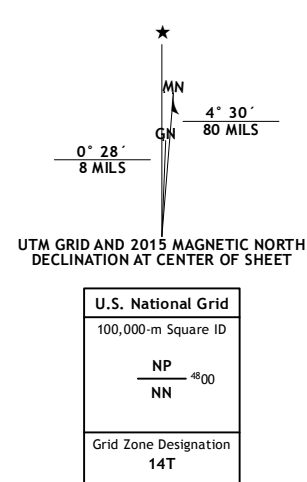 MN
4° 30´
GN
80 MILS
0° 28´
8 MILS
UTM GRID AND 2015 MAGNETIC NORTH
DECLINATION AT CENTER OF SHEET
U.S. National Grid
100,000-m Square ID
NP
4800
NN
Grid Zone Designation
14T